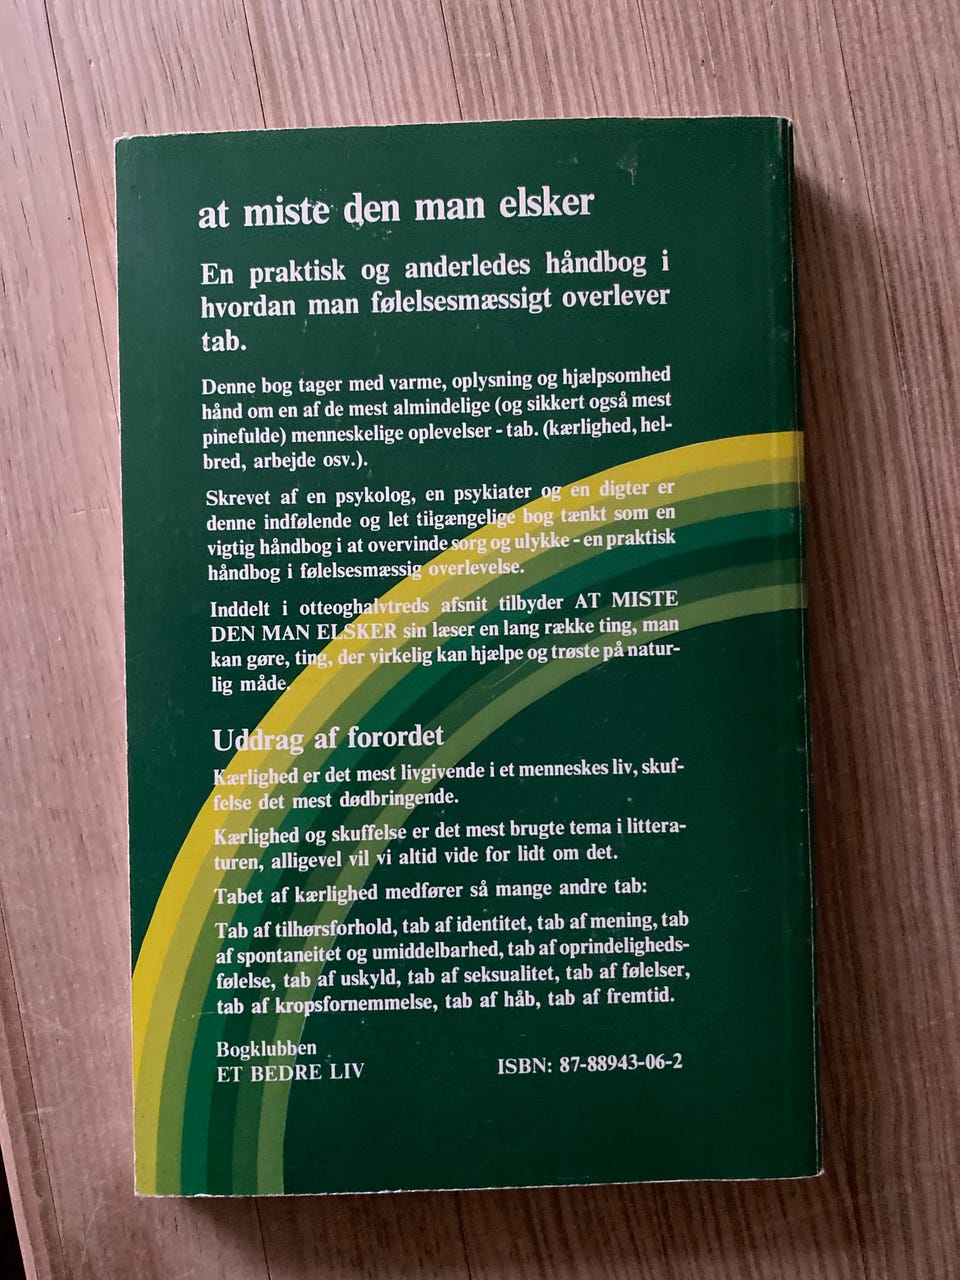 at miste den man elsker
En praktisk og anderledes håndbog i
hvordan man følelsesmæssigt overlever
tab.
Denne bog tager med varme, oplysning og hjælpsomhed
hånd om en af de mest almindelige (og sikkert også mest
pinefulde) menneskelige oplevelser - tab. (kærlighed, hel-
bred, arbejde osv.).
Skrevet af en psykolog, en psykiater og en digter er
denne indfølende og let tilgængelige bog tænkt som en
vigtig håndbog i at overvinde sorg og ulykke - en praktisk
håndbog i følelsesmæssig overlevelse.
Inddelt i otteoghalvtreds afsnit tilbyder AT MISTE
DEN MAN ELSKER sin læser en lang række ting, man
kan gøre, ting, der virkelig kan hjælpe og trøste på natur-
lig måde.
Uddrag af forordet
Kærlighed er det mest livgivende i et menneskes liv, skuf-
felse det mest dødbringende.
Kærlighed og skuffelse er det mest brugte tema i littera-
turen, alligevel vil vi altid vide for lidt om det.
Tabet af kærlighed medfører så mange andre tab:
Tab af tilhørsforhold, tab af identitet, tab af mening, tab
af spontaneitet og umiddelbarhed, tab af oprindeligheds-
følelse, tab af uskyld, tab af seksualitet, tab af følelser,
tab af kropsfornemmelse, tab af håb, tab af fremtid.
Bogklubben
ET BEDRE LIV
ISBN: 87-88943-06-2